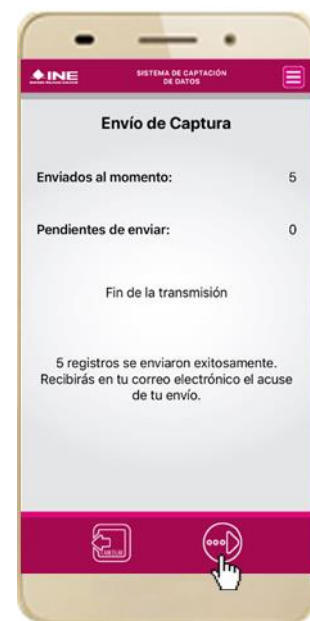 INE
SISTEMA DE CAPTACIÓN
DE DATOS
Envío de Captura
Enviados al momento: 5
Pendientes de enviar: 0
Fin de la transmisión
5 registros se enviaron exitosamente.
Recibirás en tu correo electrónico el acuse
de tu envío.